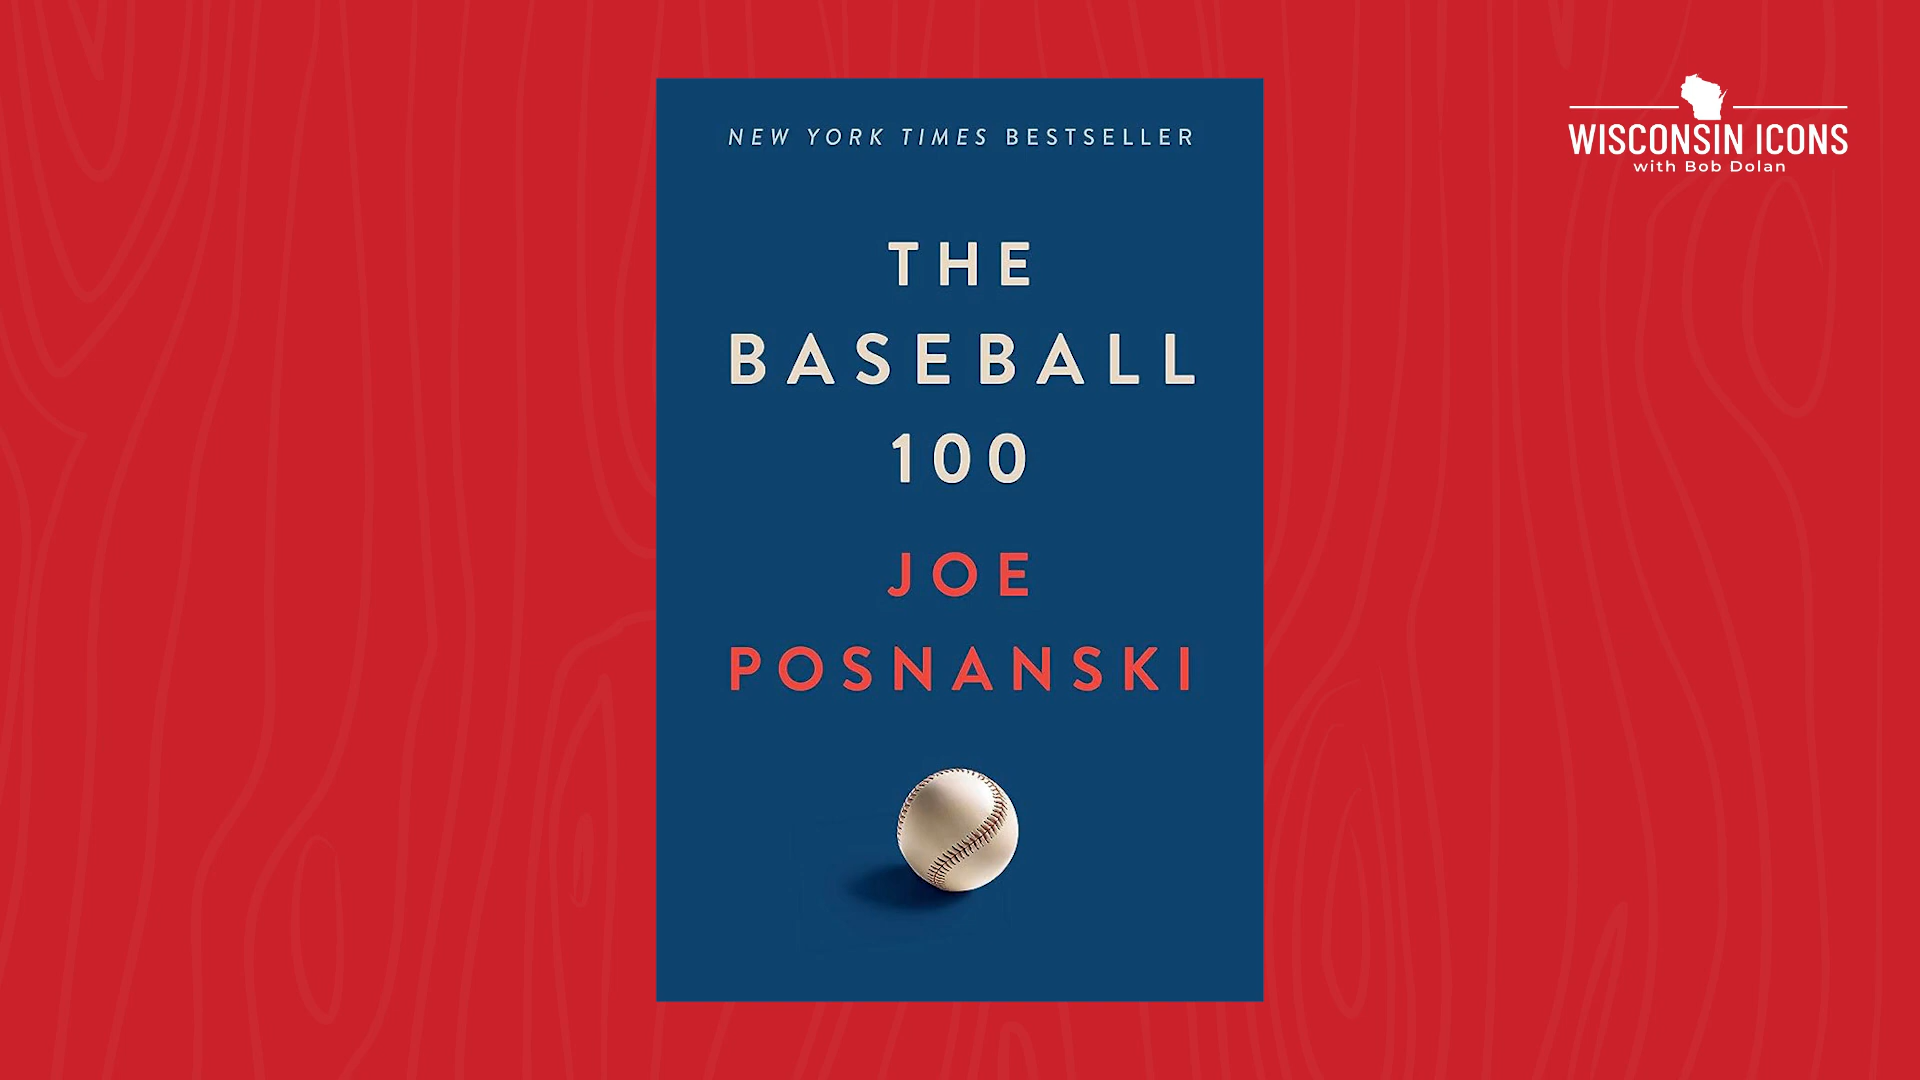 NEW YORK TIMES BESTSELLER
THE
BASEBALL
100
JOE
POSNANSKI
WISCONSIN ICONS
with Bob Dolan